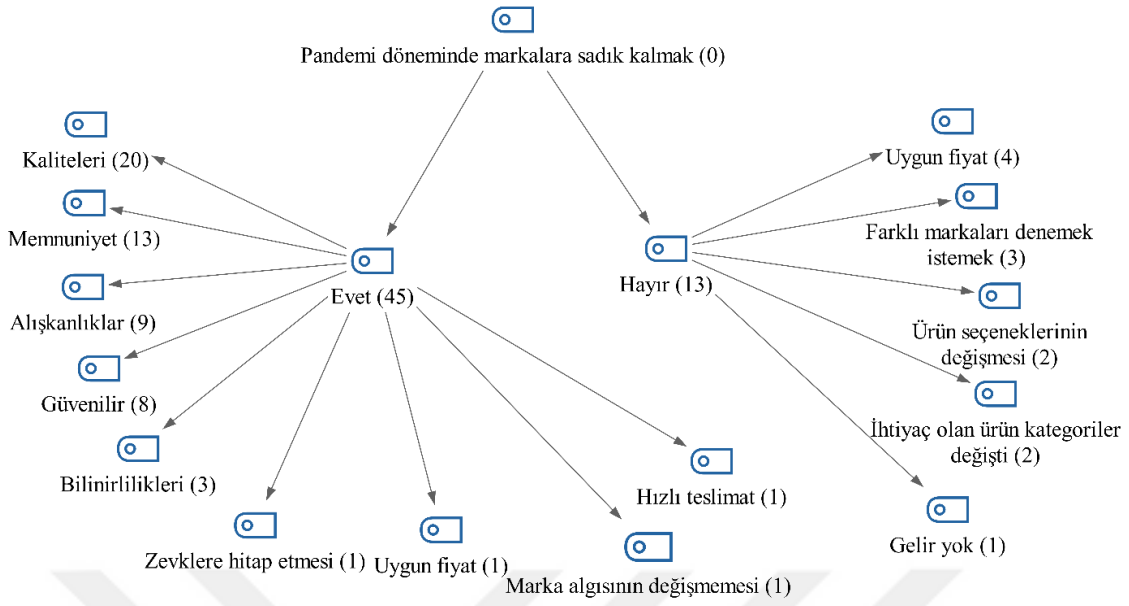 Pandemi döneminde markalara sadık kalmak (0)
Kaliteleri (20)
Memnuniyet (13)
Alışkanlıklar (9)
Güvenilir (8)
Bilinirlilikleri (3)
Zevklere hitap etmesi (1)
Uygun fiyat (1)
Marka algısının değişmemesi (1)
Hızlı teslimat (1)
Evet (45)
Hayır (13)
Uygun fiyat (4)
Farklı markaları denemek
istemek (3)
Ürün seçeneklerinin
değişmesi (2)
İhtiyaç olan ürün kategoriler
değişti (2)
Gelir yok (1)